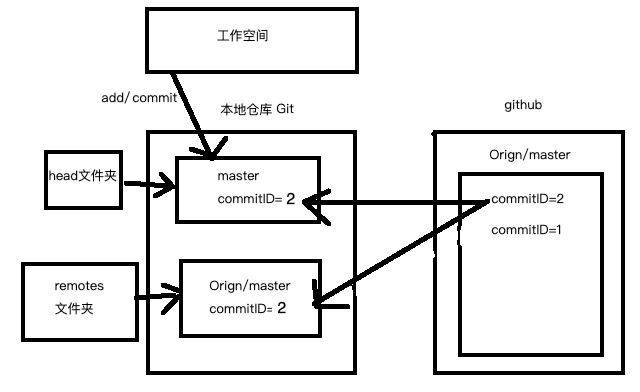 工作空间
add/commit
本地仓库 Git
github
head文件夹
master
commitID= 2
Orign/master
commitID=2
commitID=1
remotes
文件夹
Orign/master
commitID= 2